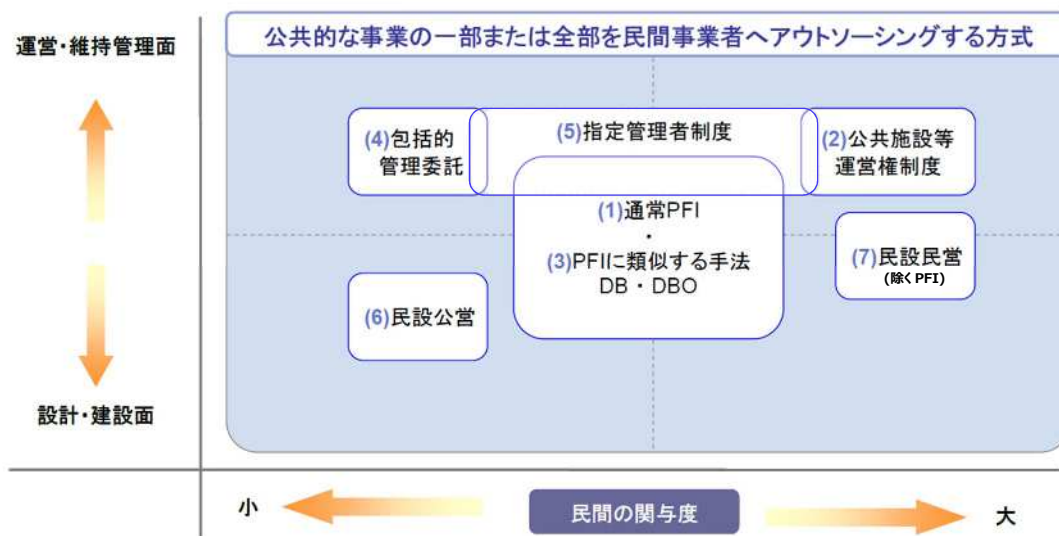 公共的な事業の一部または全部を民間事業者へアウトソーシングする方式
運営・維持管理面
設計・建設面
(4)包括的
管理委託
(5)指定管理者制度
(2)公共施設等
運営権制度
(1)通常PFI
・
(3)PFIに類似する手法
DB・DBO
(7)民設民営
(除くPFI)
(6)民設公営
小
民間の関与度
大